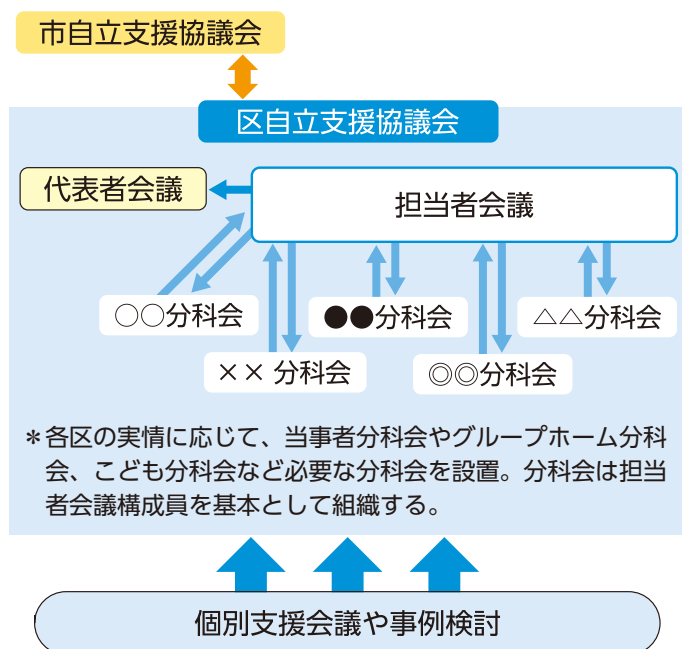 市自立支援協議会
区自立支援協議会
代表者会議
担当者会議
○○分科会
●●分科会
△△分科会
×× 分科会
◎◎分科会
＊各区の実情に応じて、当事者分科会やグループホーム分科
会、こども分科会など必要な分科会を設置。分科会は担当
者会議構成員を基本として組織する。
個別支援会議や事例検討